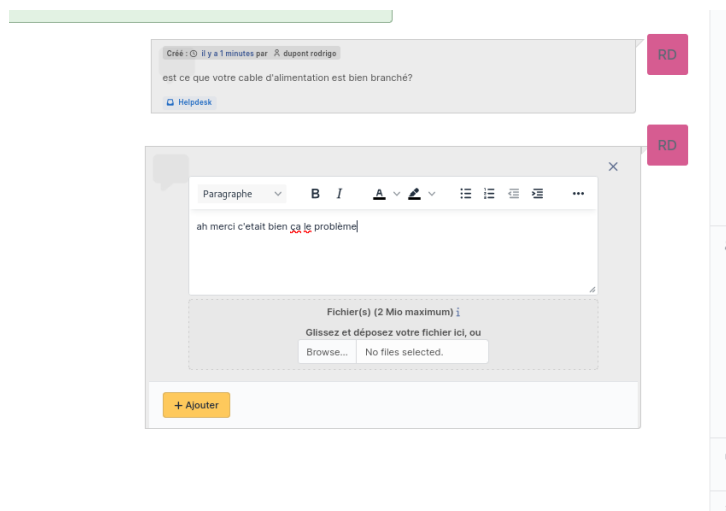 Créé : il y a 1 minutes par dupont rodrigo
RD
est ce que votre cable d'alimentation est bien branché?
Helpdesk
RD
Paragraphe B I A
ah merci c'etait bien ça le problème
Fichier(s) (2 Mio maximum) i
Glissez et déposez votre fichier ici, ou
Browse... No files selected.
+ Ajouter